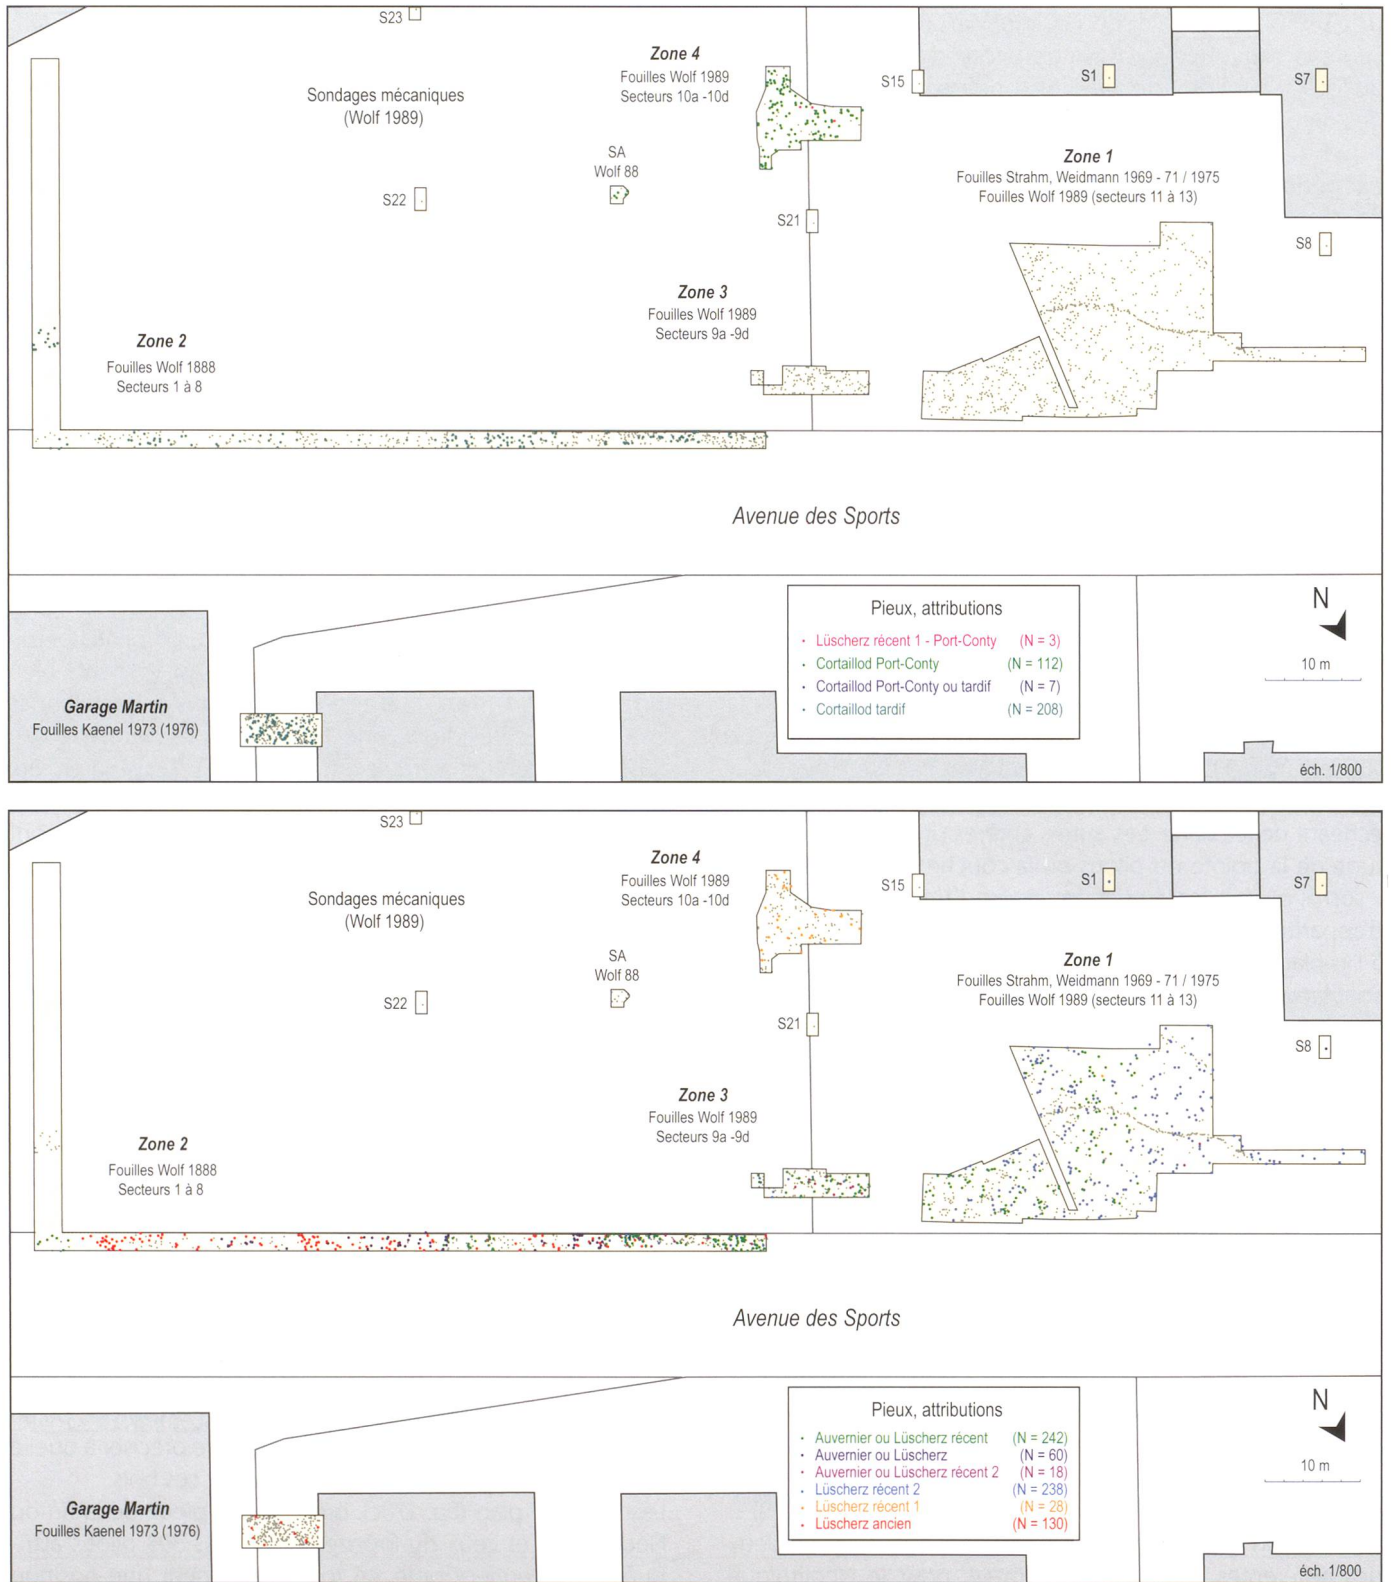 S23
Zone 4
Fouilles Wolf 1989
Secteurs 10a -10d
Sondages mécaniques
(Wolf 1989)
S15
S1
S7
SA
Wolf 88
S22
S21
Zone 1
Fouilles Strahm, Weidmann 1969 - 71 / 1975
Fouilles Wolf 1989 (secteurs 11 à 13)
S8
Zone 3
Fouilles Wolf 1989
Secteurs 9a -9d
Zone 2
Fouilles Wolf 1888
Secteurs 1 à 8
Avenue des Sports
Pieux, attributions
Lüscherz récent 1 - Port-Conty (N = 3)
Cortaillod Port-Conty (N = 112)
Cortaillod Port-Conty ou tardif (N = 7)
Cortaillod tardif (N = 208)
N
10 m
Garage Martin
Fouilles Kaenel 1973 (1976)
éch. 1/800
S23
Zone 4
Fouilles Wolf 1989
Secteurs 10a -10d
Sondages mécaniques
(Wolf 1989)
S15
S1
S7
SA
Wolf 88
S22
S21
Zone 1
Fouilles Strahm, Weidmann 1969 - 71 / 1975
Fouilles Wolf 1989 (secteurs 11 à 13)
S8
Zone 3
Fouilles Wolf 1989
Secteurs 9a -9d
Zone 2
Fouilles Wolf 1888
Secteurs 1 à 8
Avenue des Sports
Pieux, attributions
Auvernier ou Lüscherz récent (N = 242)
Auvernier ou Lüscherz (N = 60)
Auvernier ou Lüscherz récent 2 (N = 18)
Lüscherz récent 2 (N = 238)
Lüscherz récent 1 (N = 28)
Lüscherz ancien (N = 130)
N
10 m
Garage Martin
Fouilles Kaenel 1973 (1976)
éch. 1/800